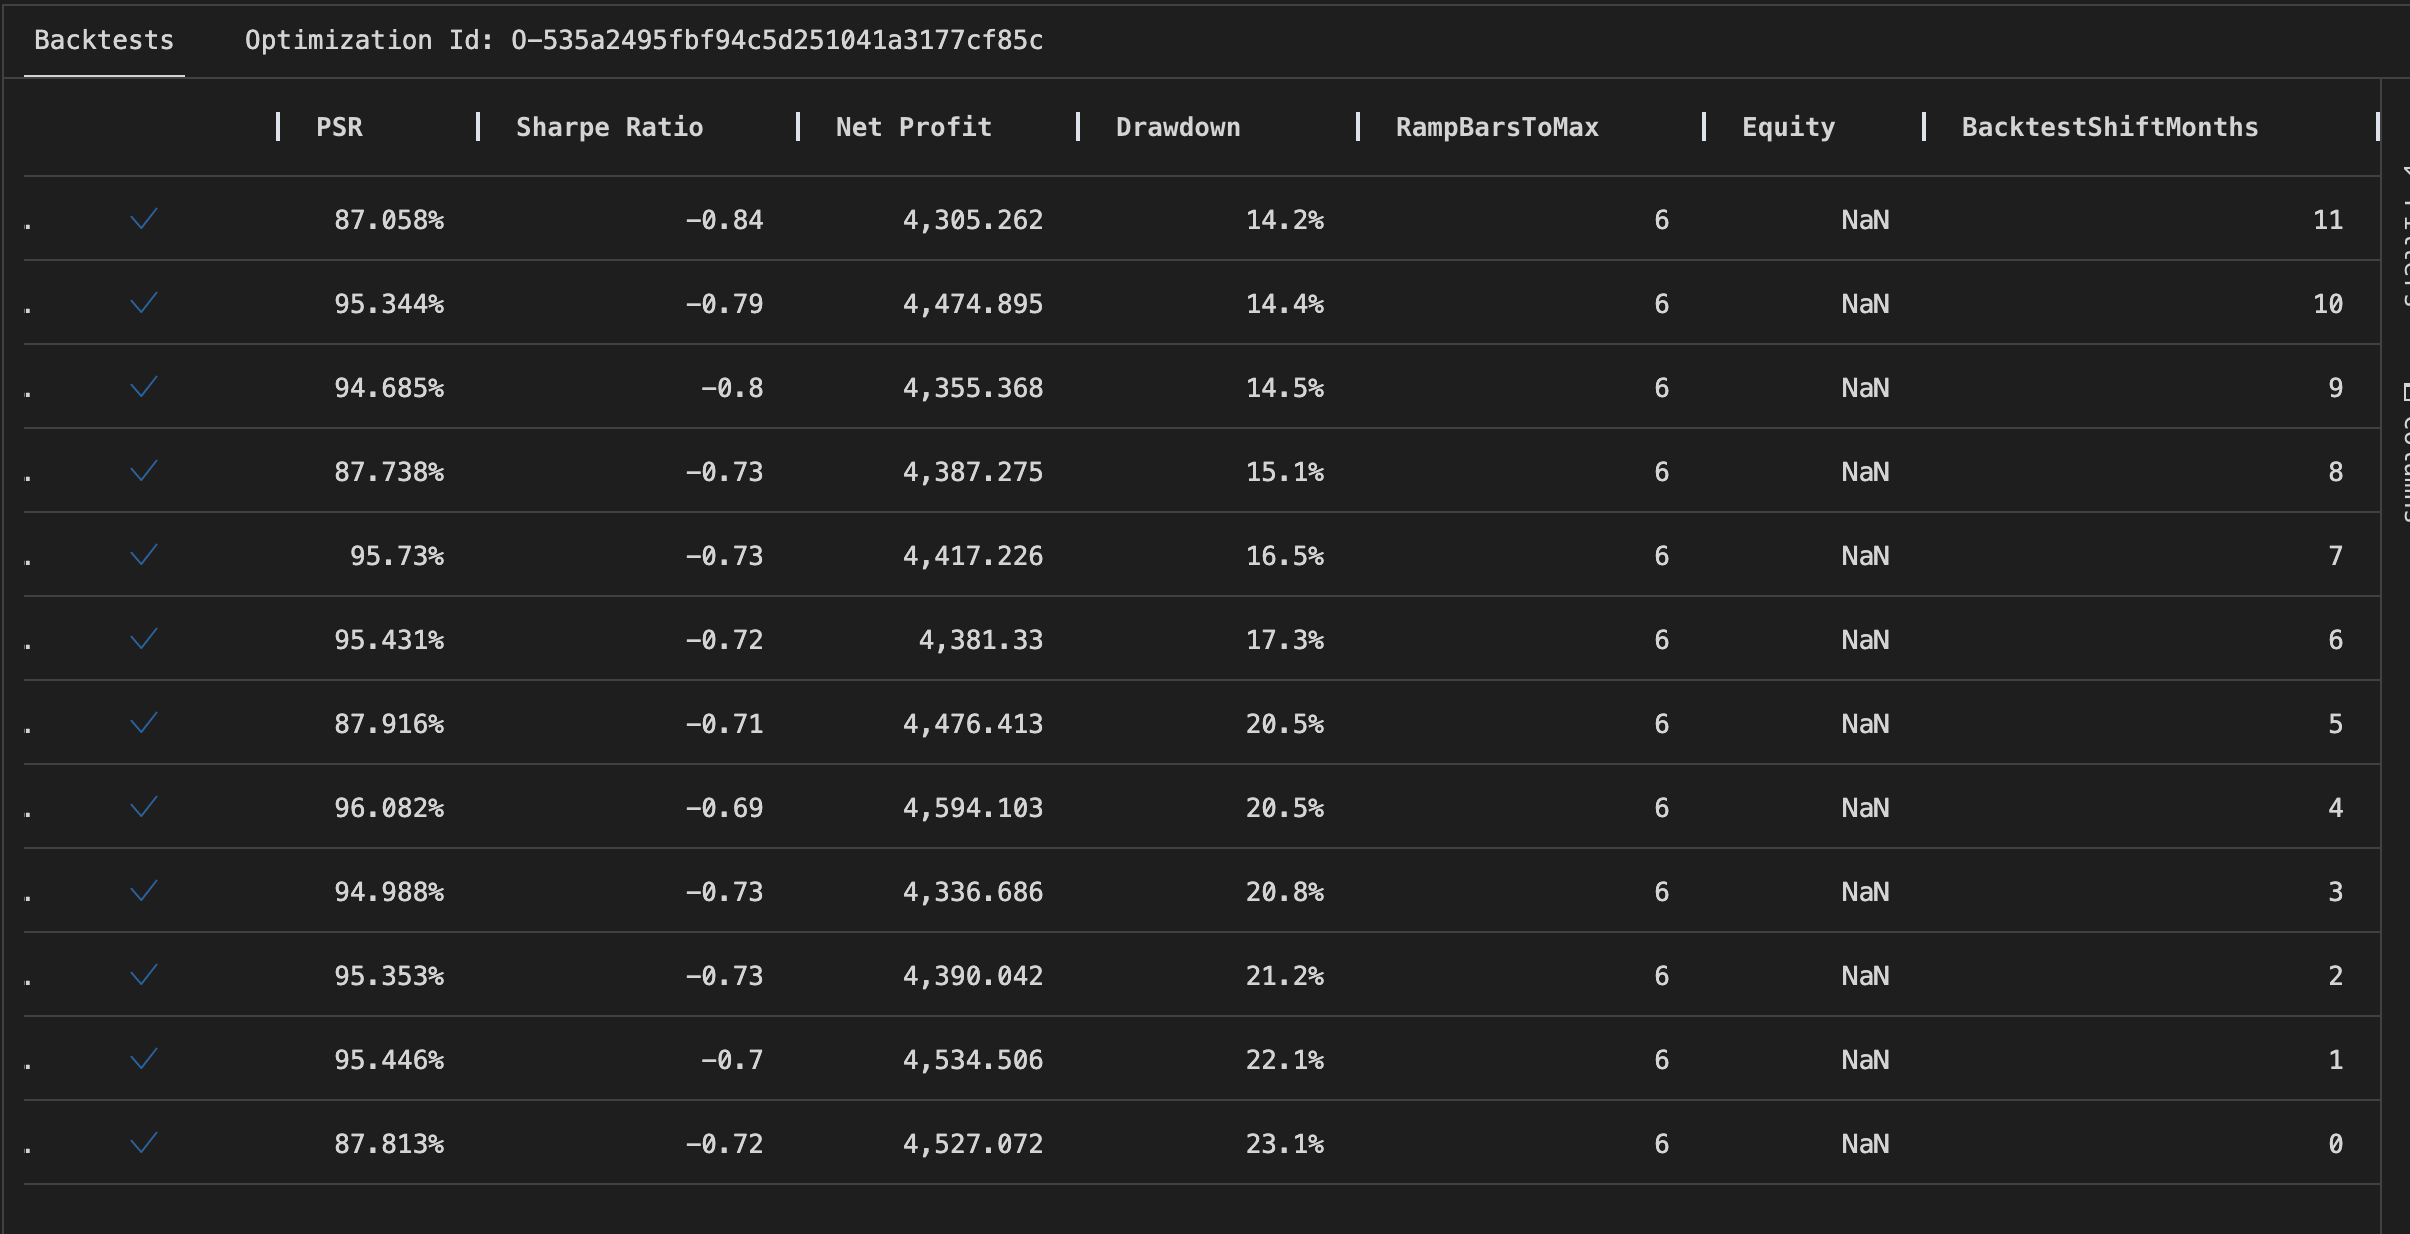 Backtests Optimization Id: O-535a2495fbf94c5d251041a3177cf85c
PSR Sharpe Ratio Net Profit Drawdown RampBarsToMax Equity BacktestShiftMonths
. 87.058% -0.84 4,305.262 14.2% 6 NaN 11
. 95.344% -0.79 4,474.895 14.4% 6 NaN 10
. 94.685% -0.8 4,355.368 14.5% 6 NaN 9
. 87.738% -0.73 4,387.275 15.1% 6 NaN 8
. 95.73% -0.73 4,417.226 16.5% 6 NaN 7
. 95.431% -0.72 4,381.33 17.3% 6 NaN 6
. 87.916% -0.71 4,476.413 20.5% 6 NaN 5
. 96.082% -0.69 4,594.103 20.5% 6 NaN 4
. 94.988% -0.73 4,336.686 20.8% 6 NaN 3
. 95.353% -0.73 4,390.042 21.2% 6 NaN 2
. 95.446% -0.7 4,534.506 22.1% 6 NaN 1
. 87.813% -0.72 4,527.072 23.1% 6 NaN 0